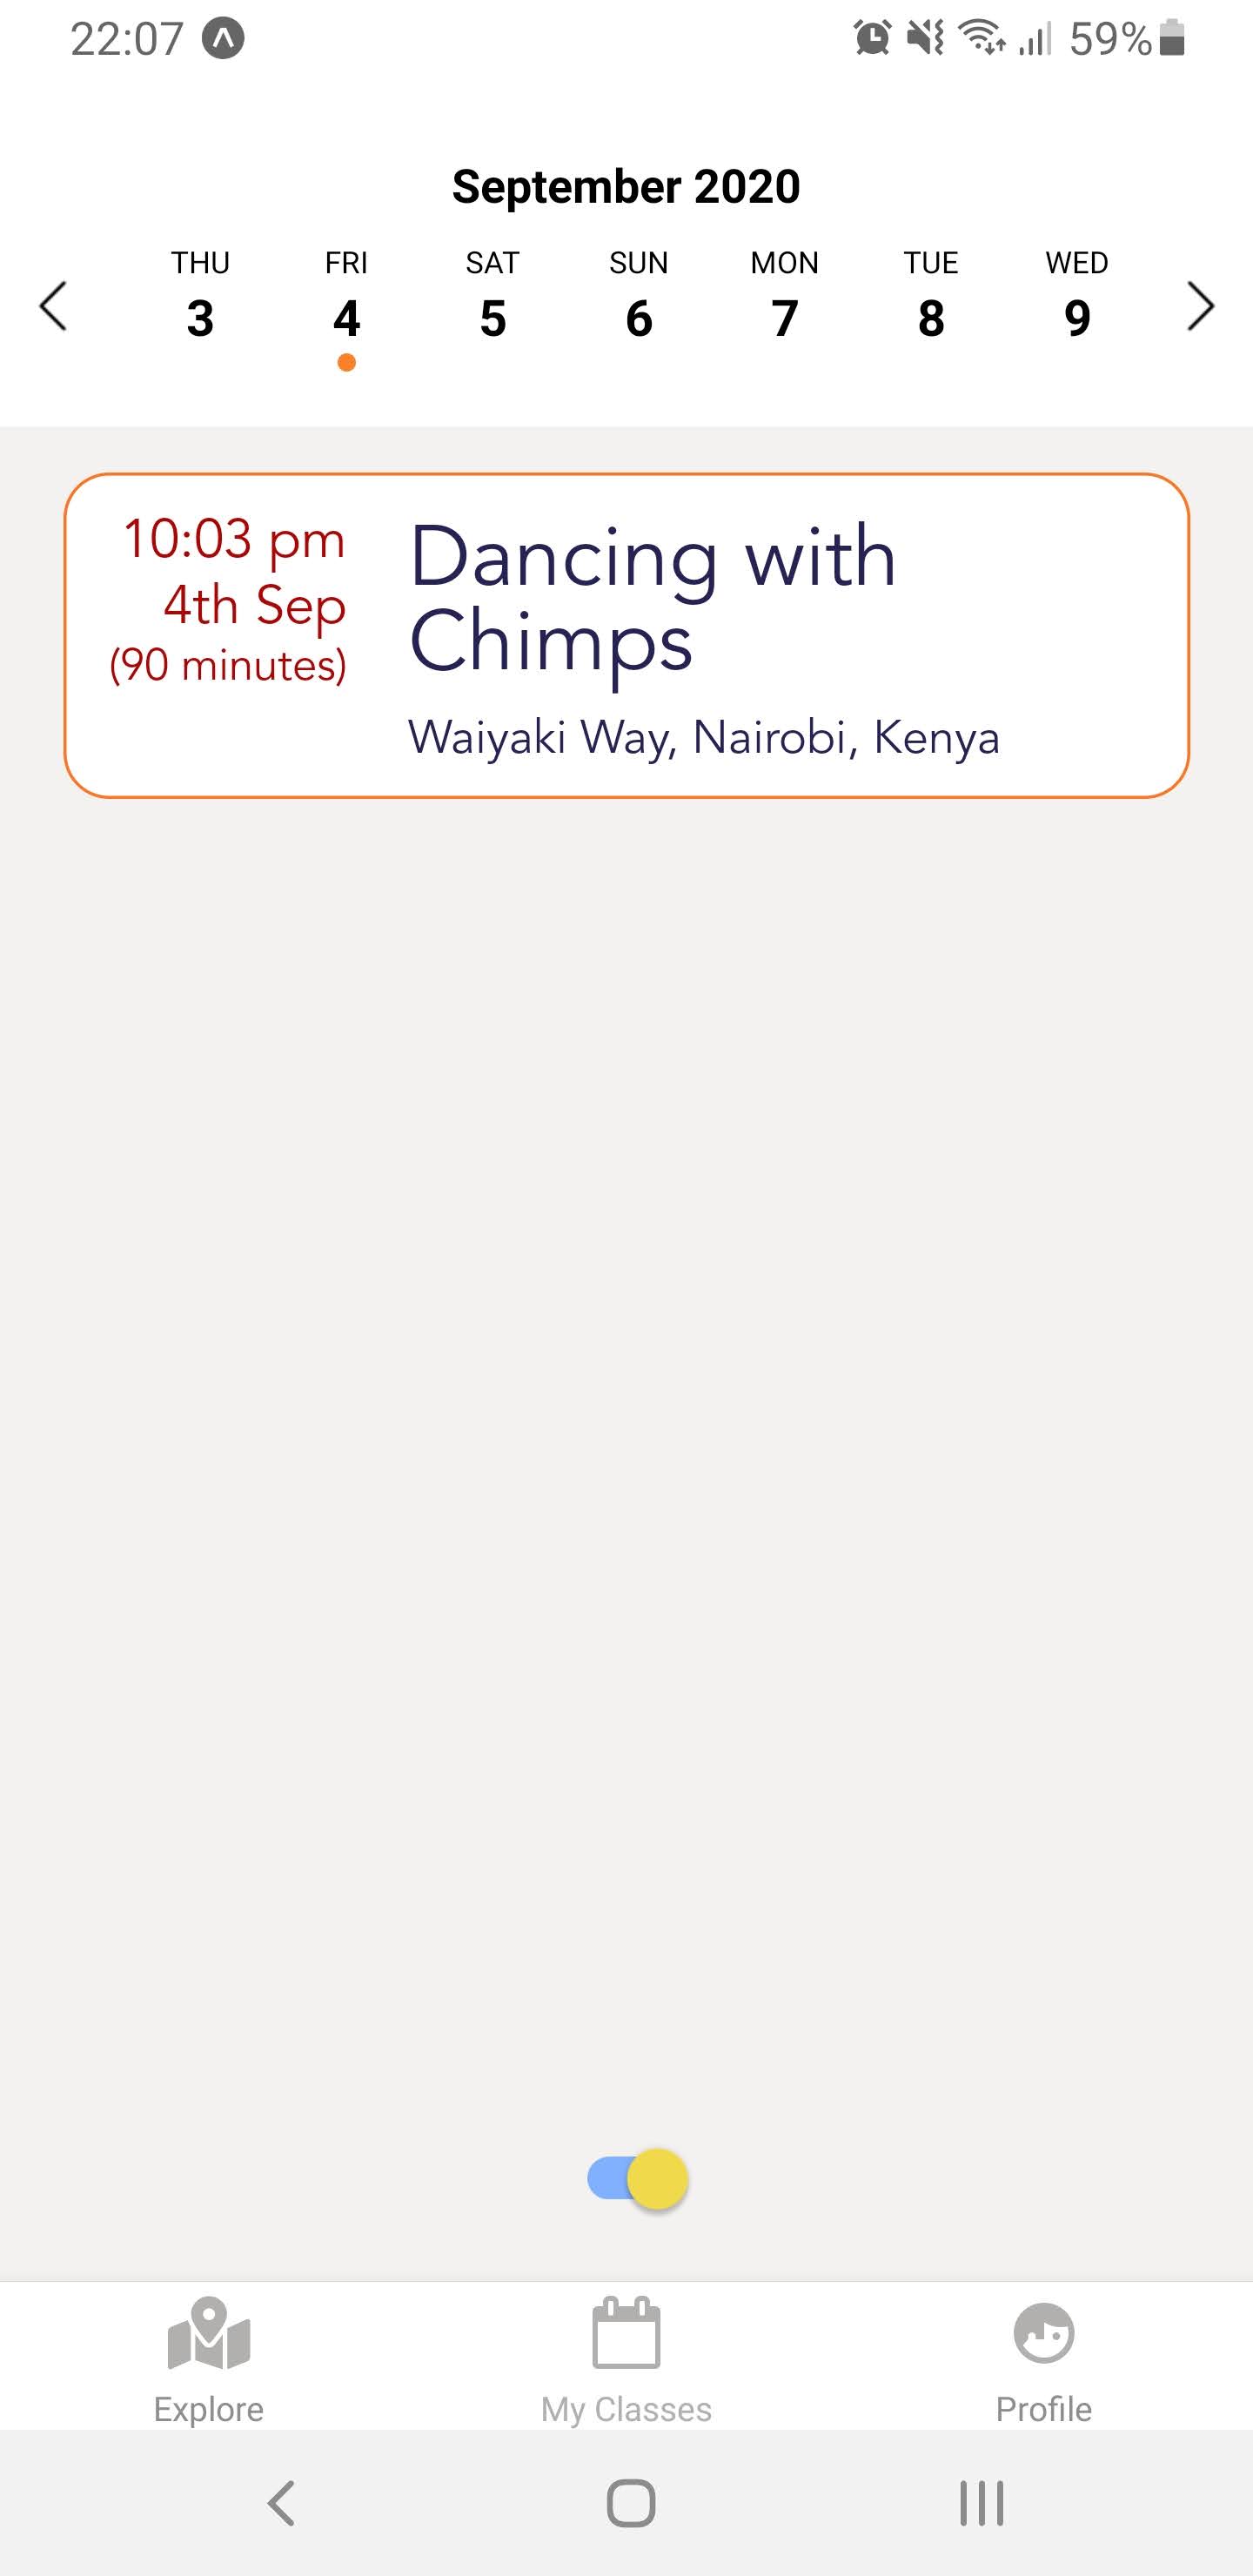 22:07 59%
September 2020
THU FRI SAT SUN MON TUE WED
3 4 5 6 7 8 9
10:03 pm
4th Sep
(90 minutes)
Dancing with
Chimps
Waiyaki Way, Nairobi, Kenya
Explore My Classes Profile